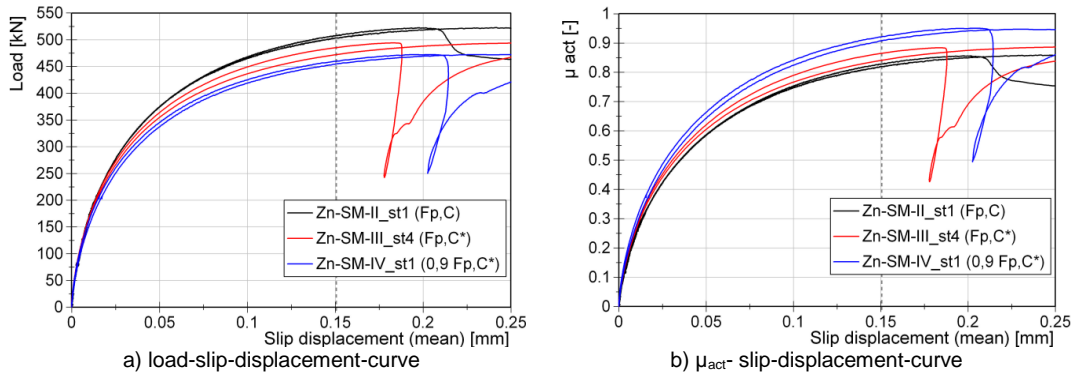 Load [kN]
550
500
450
400
350
300
250
200
150
100
50
0
0
0.05
0.1
0.15
0.2
0.25
Slip displacement (mean) [mm]
Zn-SM-II_st1 (Fp,C)
Zn-SM-III_st4 (Fp,C*)
Zn-SM-IV_st1 (0,9 Fp,C*)
a) load-slip-displacement-curve
µ act [-]
1
0.9
0.8
0.7
0.6
0.5
0.4
0.3
0.2
0.1
0
0
0.05
0.1
0.15
0.2
0.25
Slip displacement (mean) [mm]
Zn-SM-II_st1 (Fp,C)
Zn-SM-III_st4 (Fp,C*)
Zn-SM-IV_st1 (0,9 Fp,C*)
b) µact- slip-displacement-curve